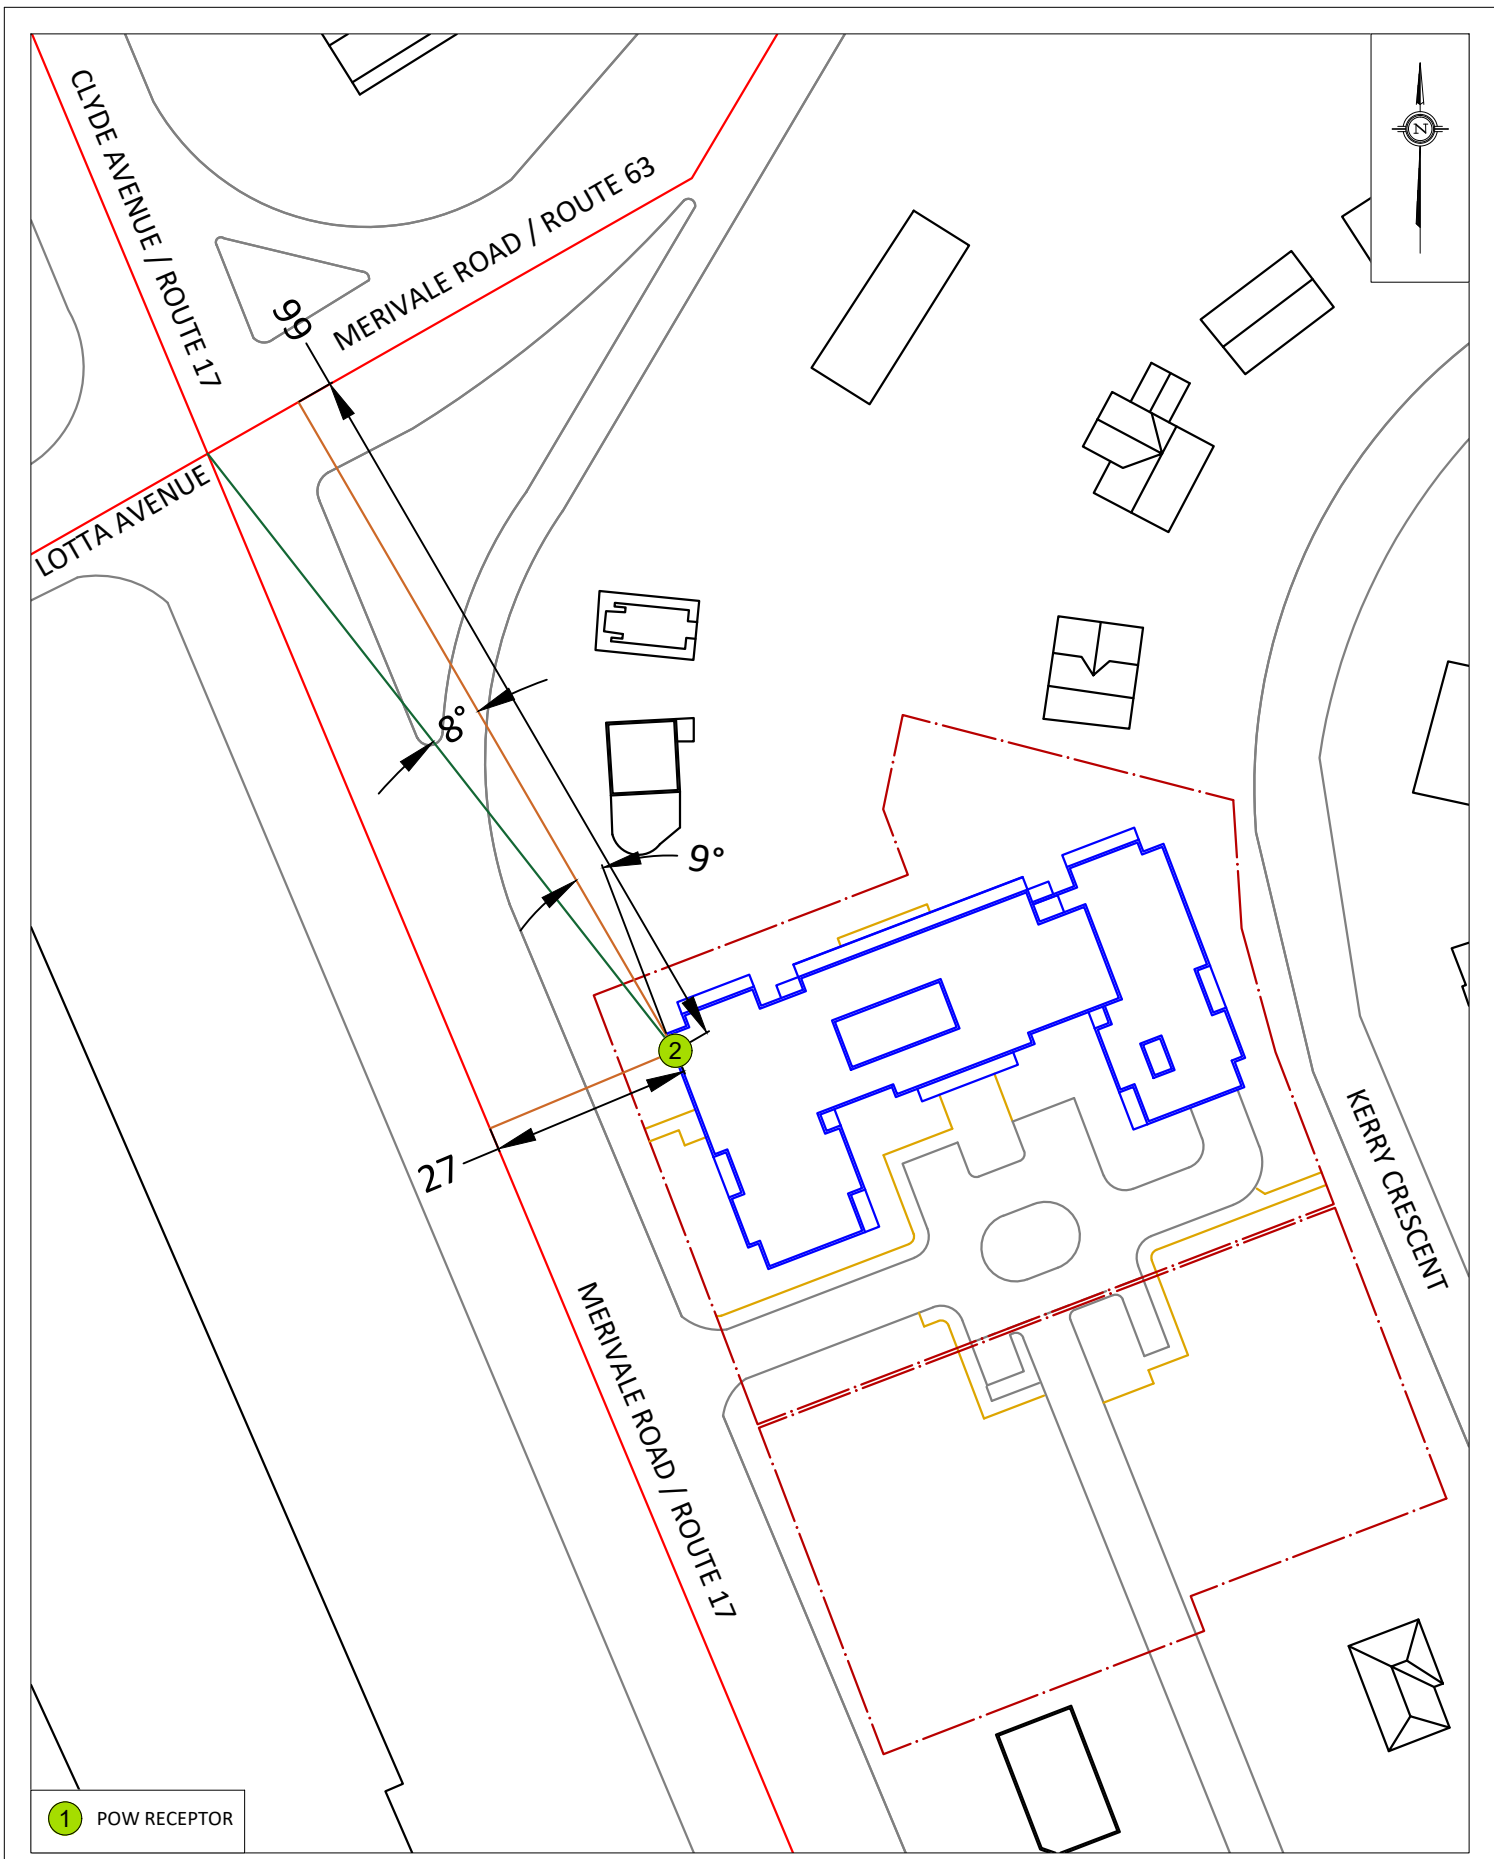 CLYDE AVENUE / ROUTE 17
MERIVALE ROAD / ROUTE 63
N
99
LOTTA AVENUE
8°
9°
2
27
KERRY CRESCENT
MERIVALE ROAD / ROUTE 17
1 POW RECEPTOR